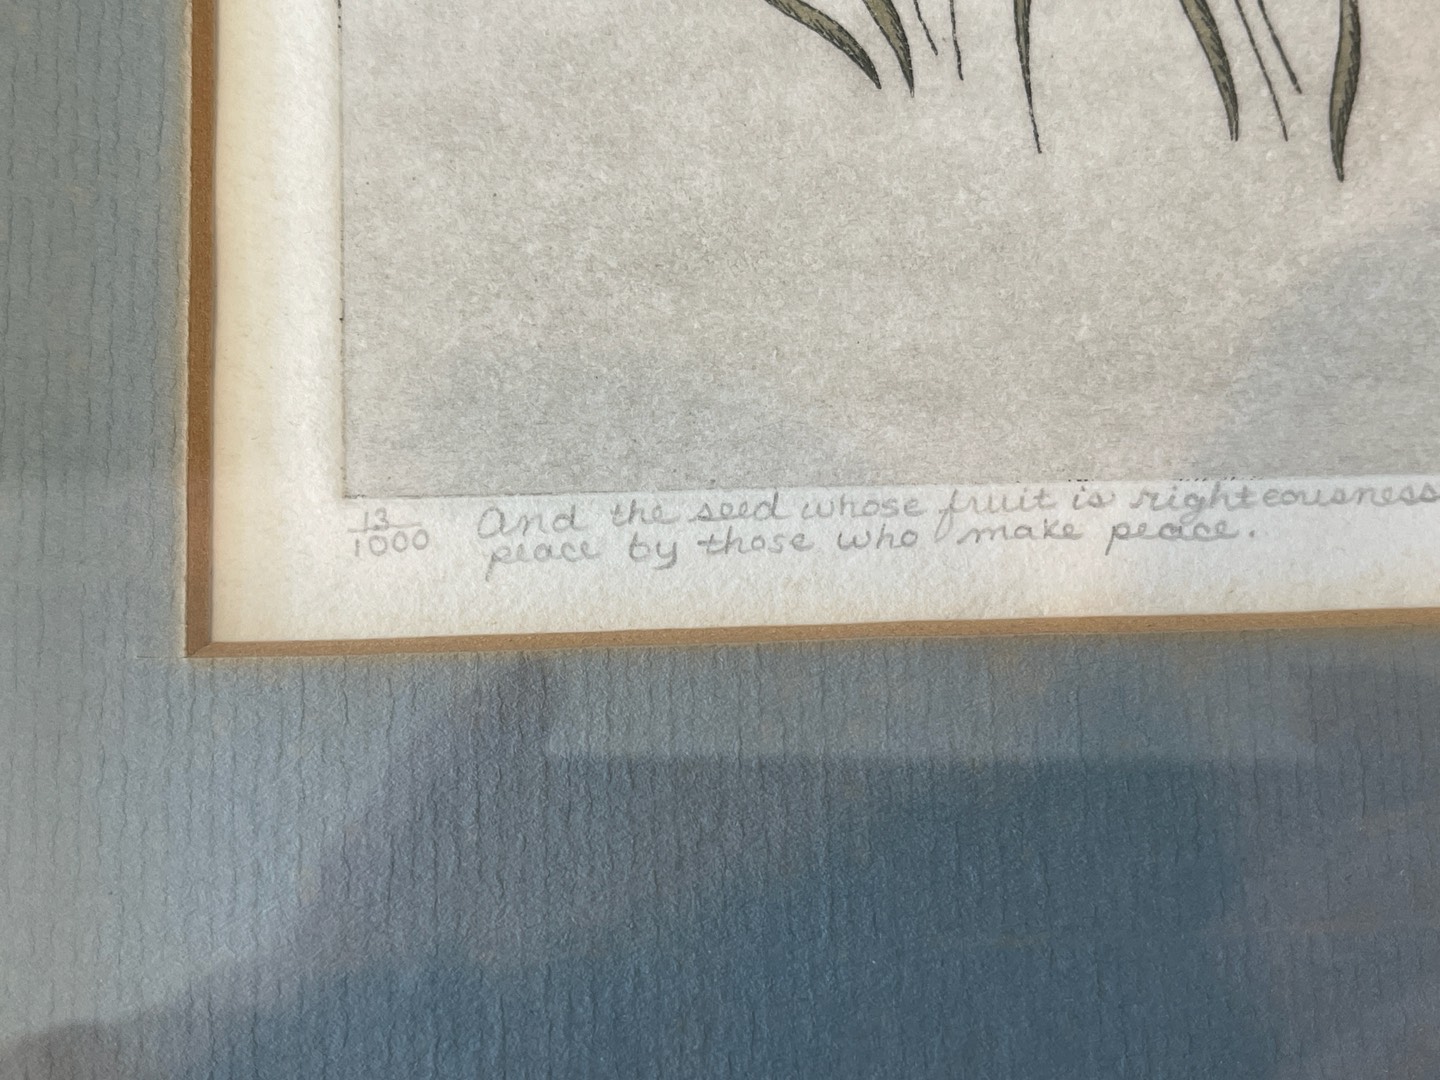 13 And the seed whose fruit is righteousness
1000 peace by those who make peace.